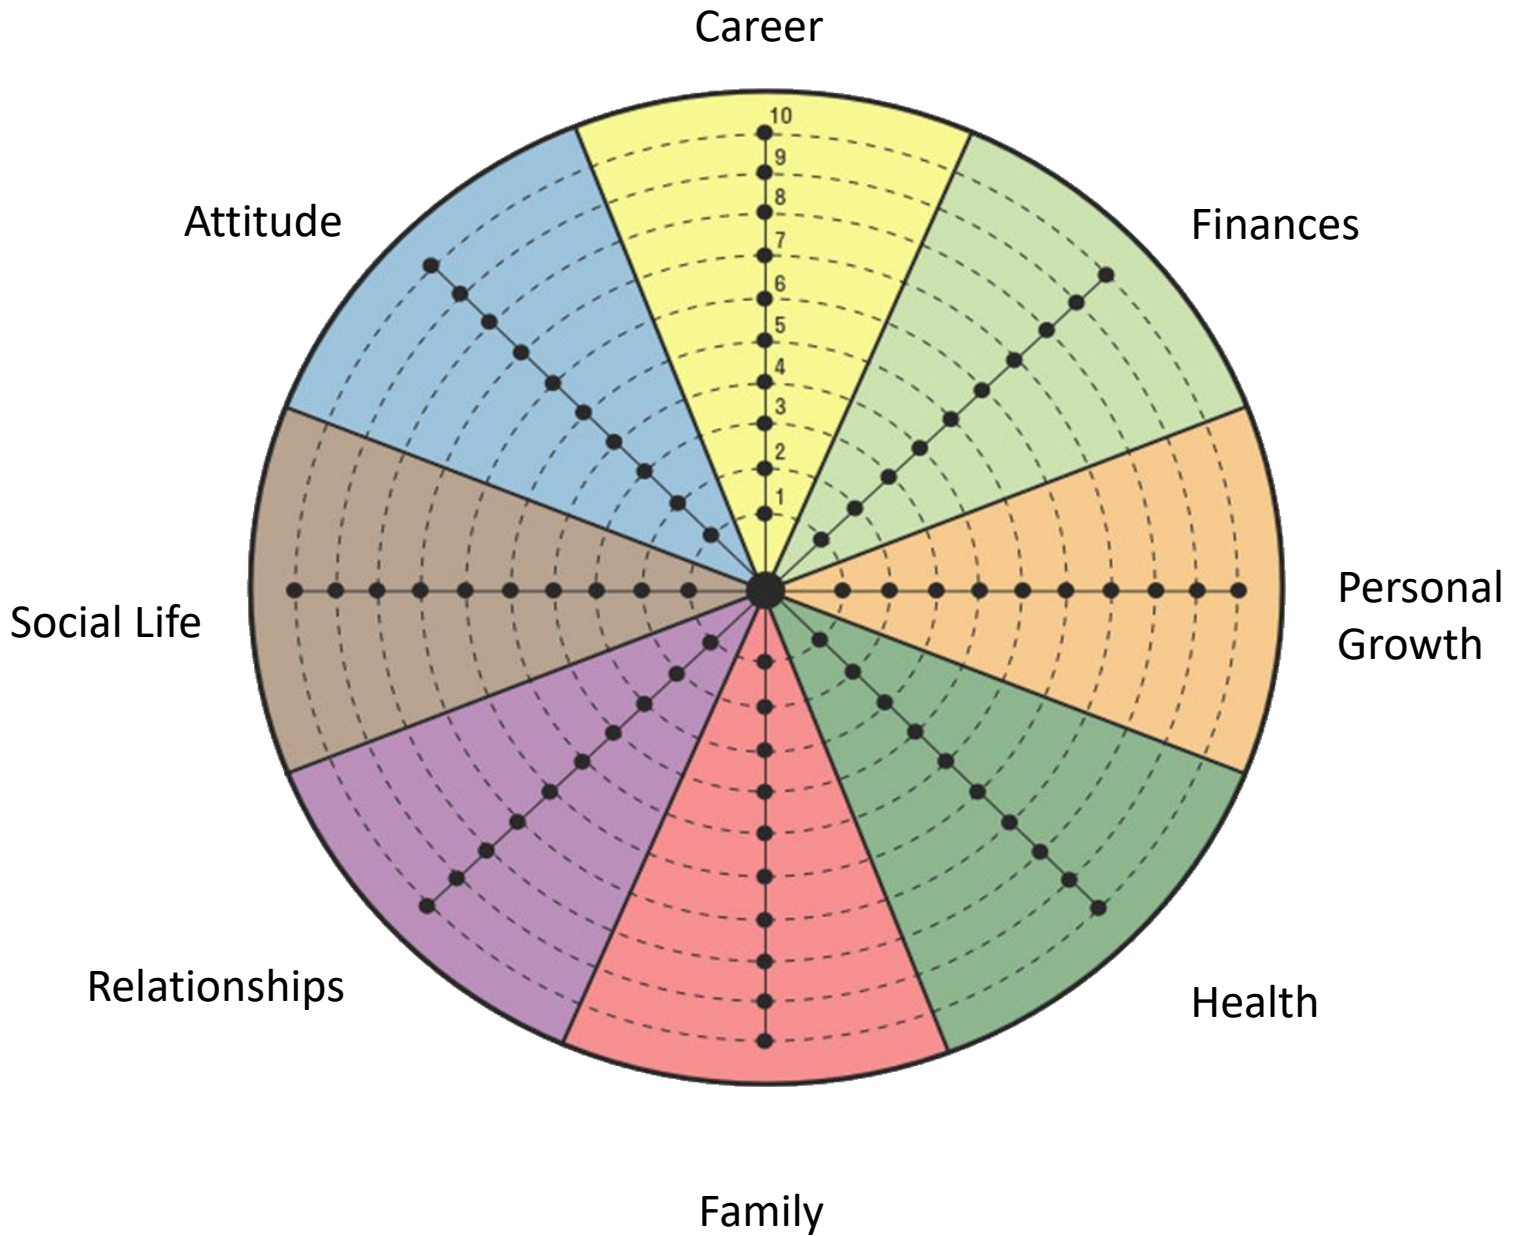 Career
10
9
8
7
6
5
4
3
2
1
Attitude
Finances
Social Life
Personal
Growth
Relationships
Health
Family